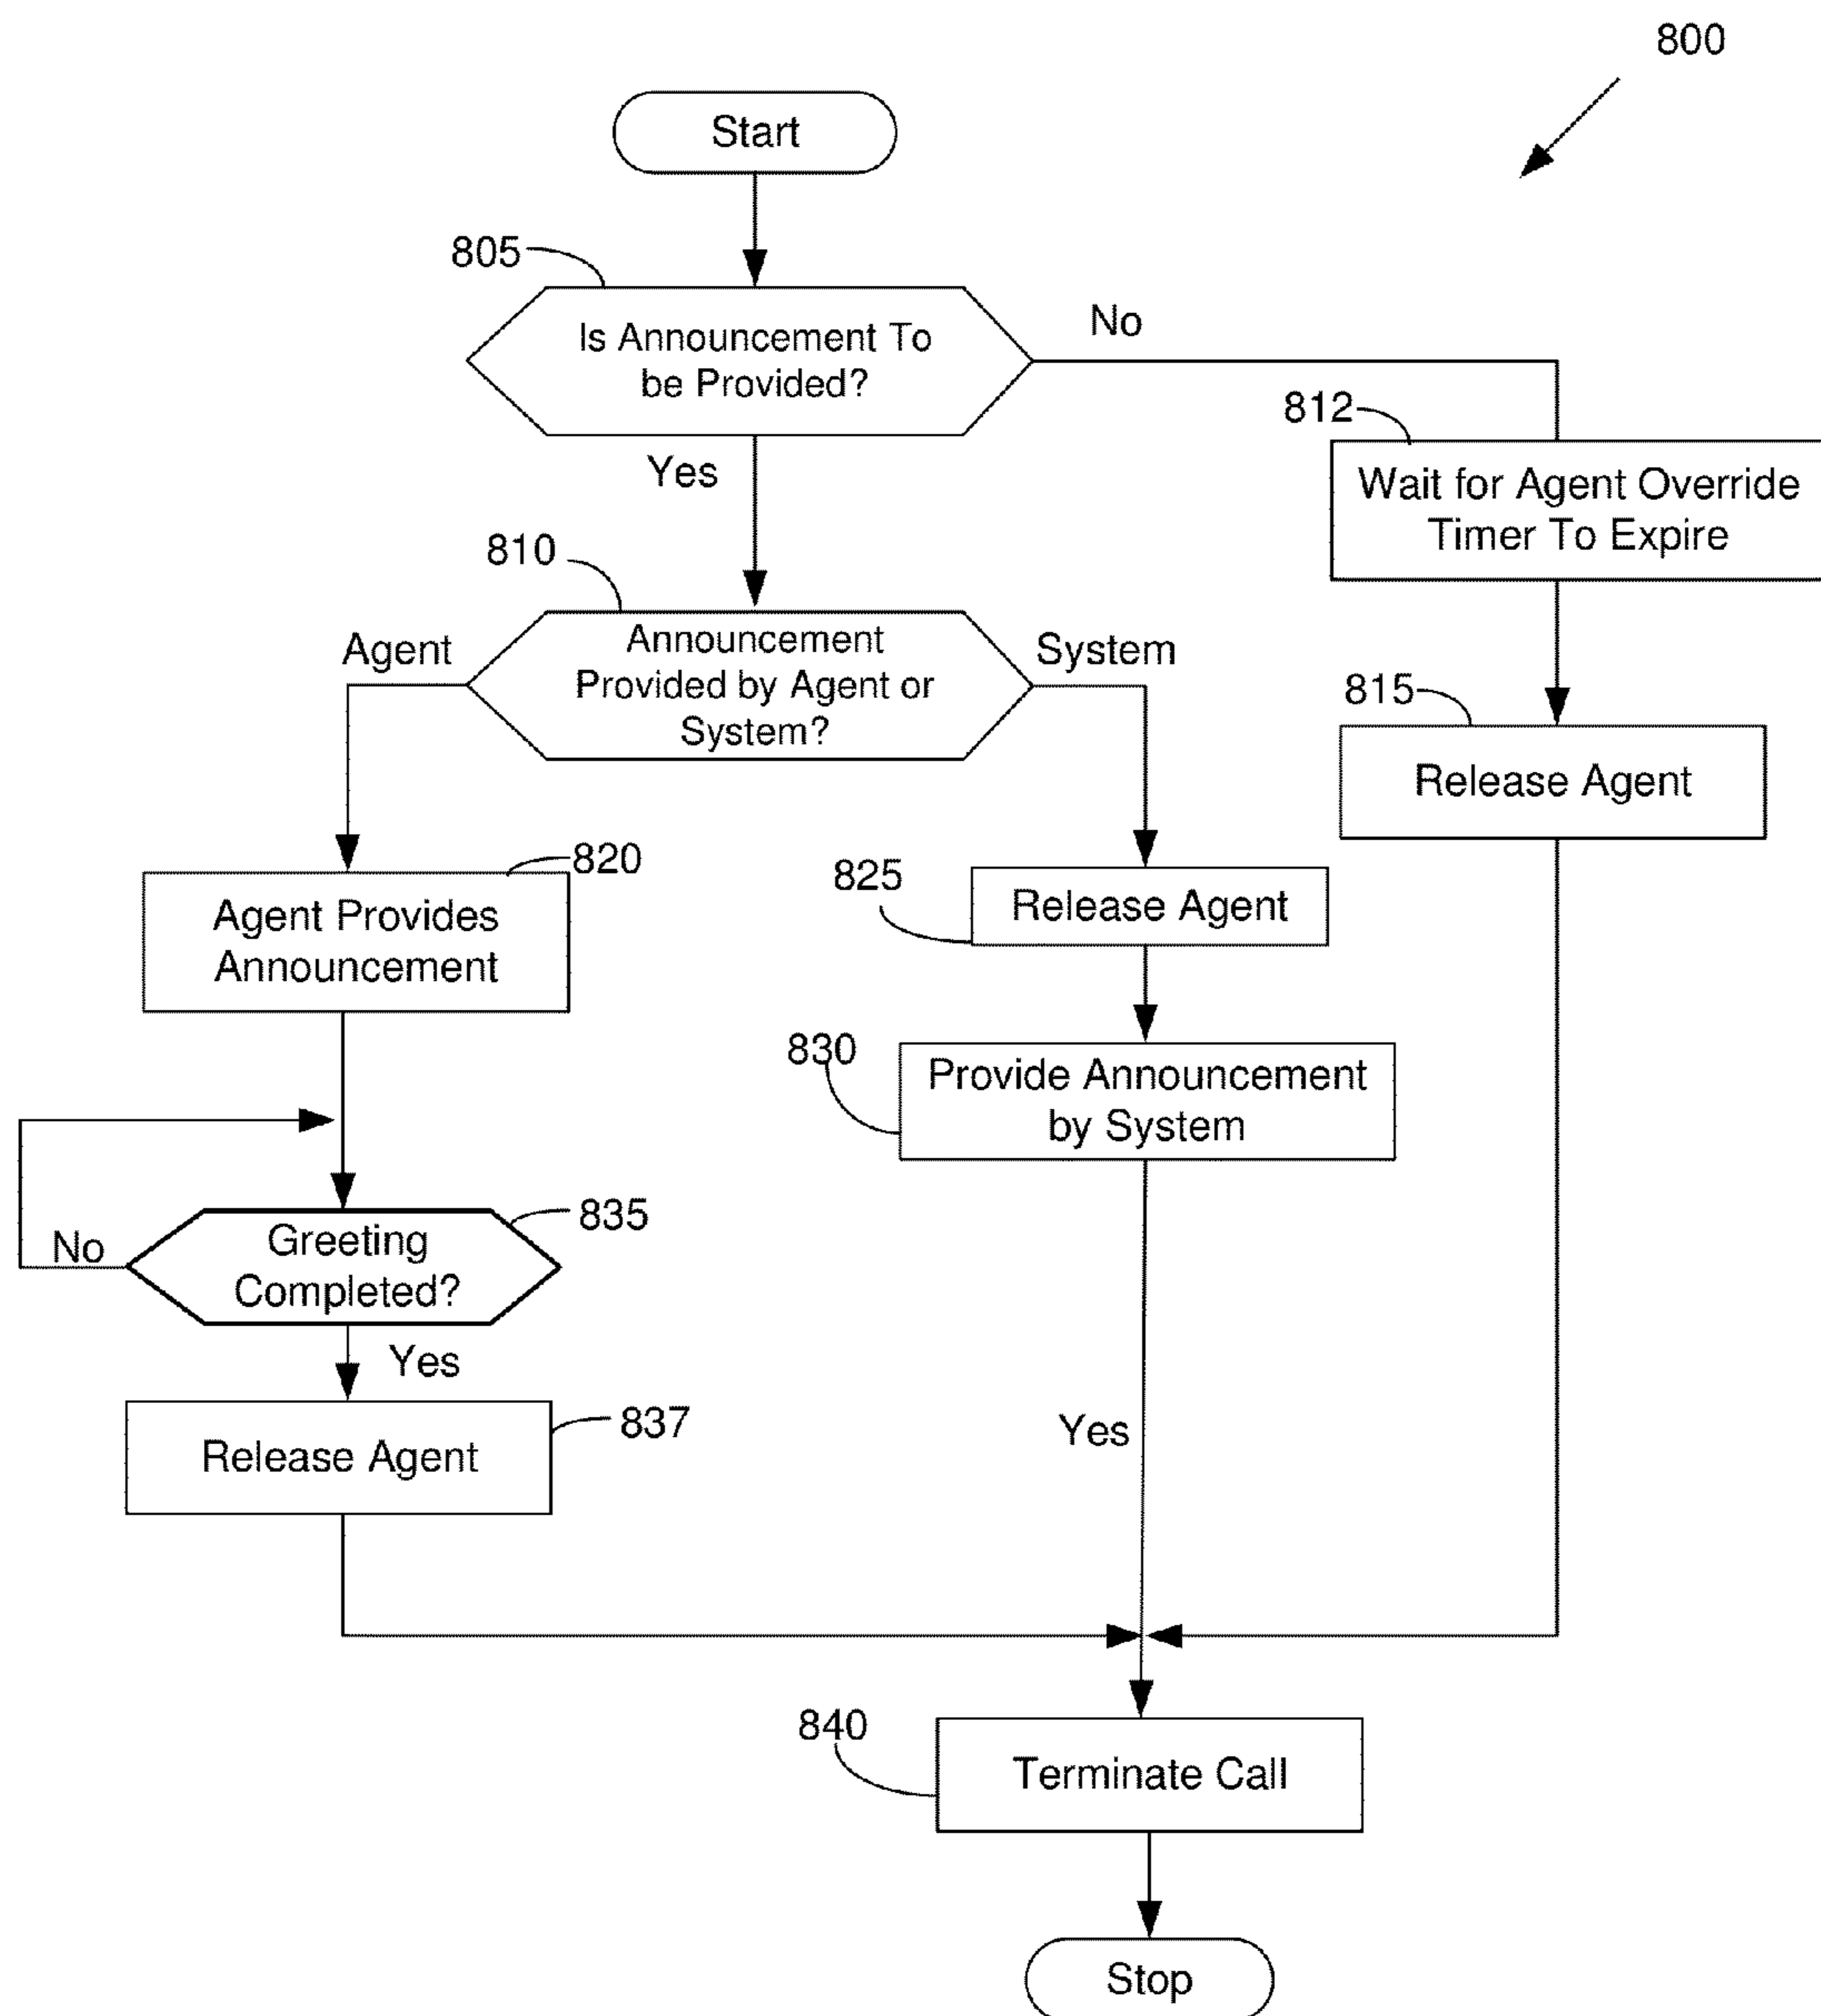 800
Start
805
Is Announcement To
be Provided?
No
812
Wait for Agent Override
Timer To Expire
Yes
810
Announcement
Provided by Agent or
System?
Agent
System
815
Release Agent
820
Agent Provides
Announcement
825
Release Agent
830
Provide Announcement
by System
835
Greeting
Completed?
No
Yes
837
Release Agent
Yes
840
Terminate Call
Stop